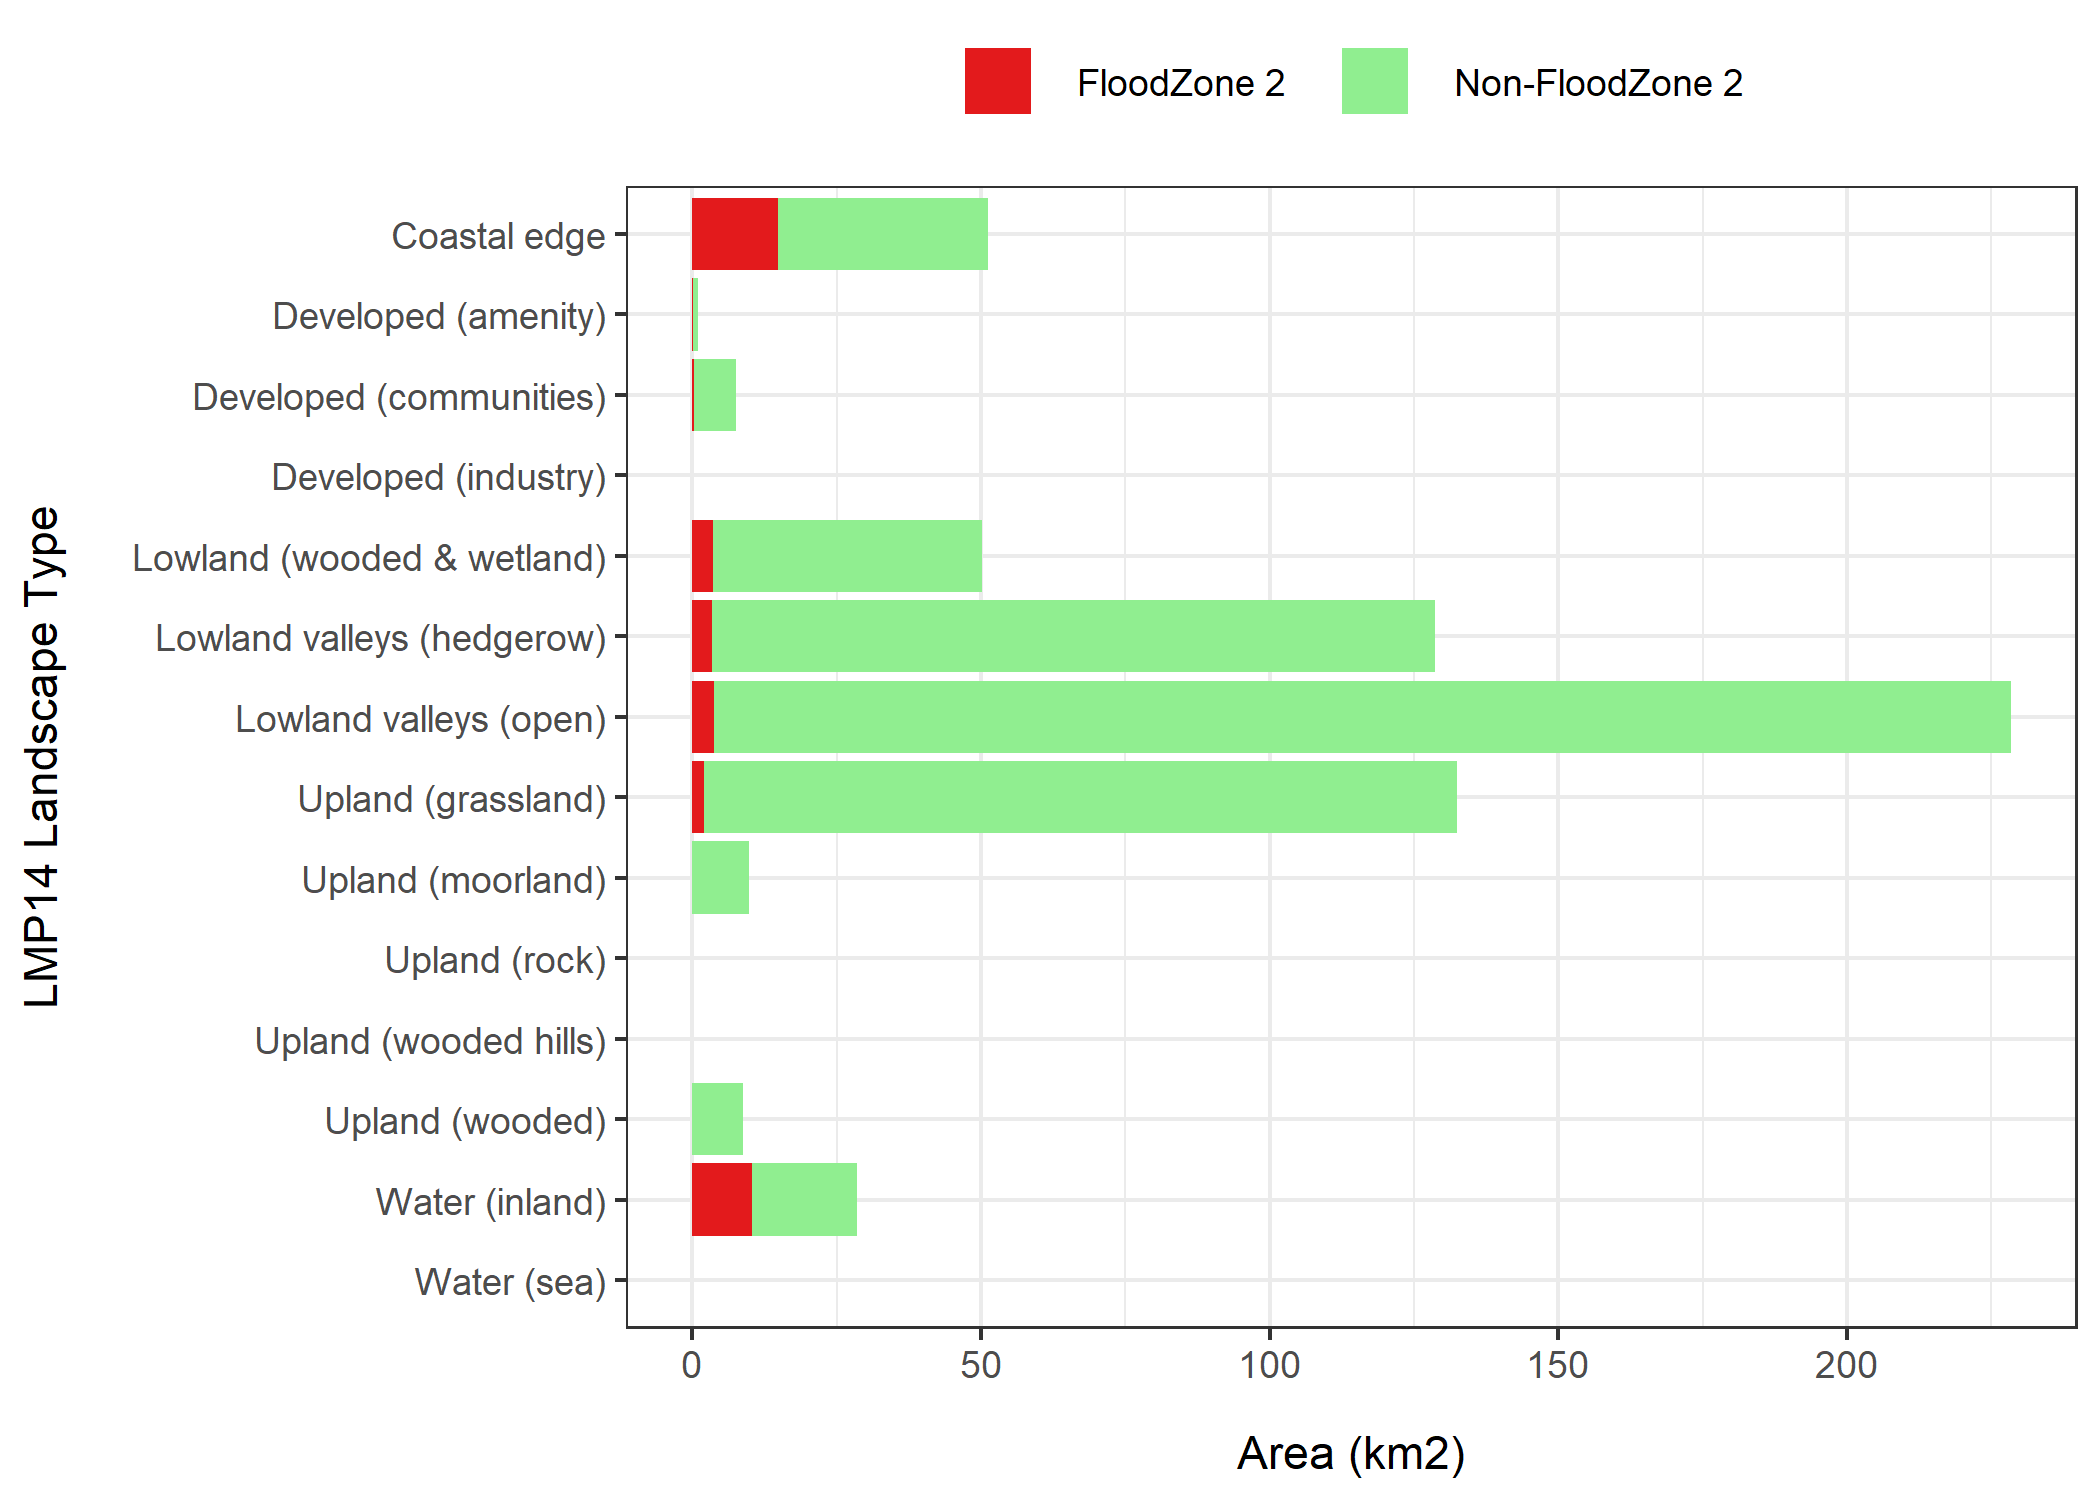 FloodZone 2 Non-FloodZone 2
LMP14 Landscape Type
Coastal edge
Developed (amenity)
Developed (communities)
Developed (industry)
Lowland (wooded & wetland)
Lowland valleys (hedgerow)
Lowland valleys (open)
Upland (grassland)
Upland (moorland)
Upland (rock)
Upland (wooded hills)
Upland (wooded)
Water (inland)
Water (sea)
0 50 100 150 200
Area (km2)